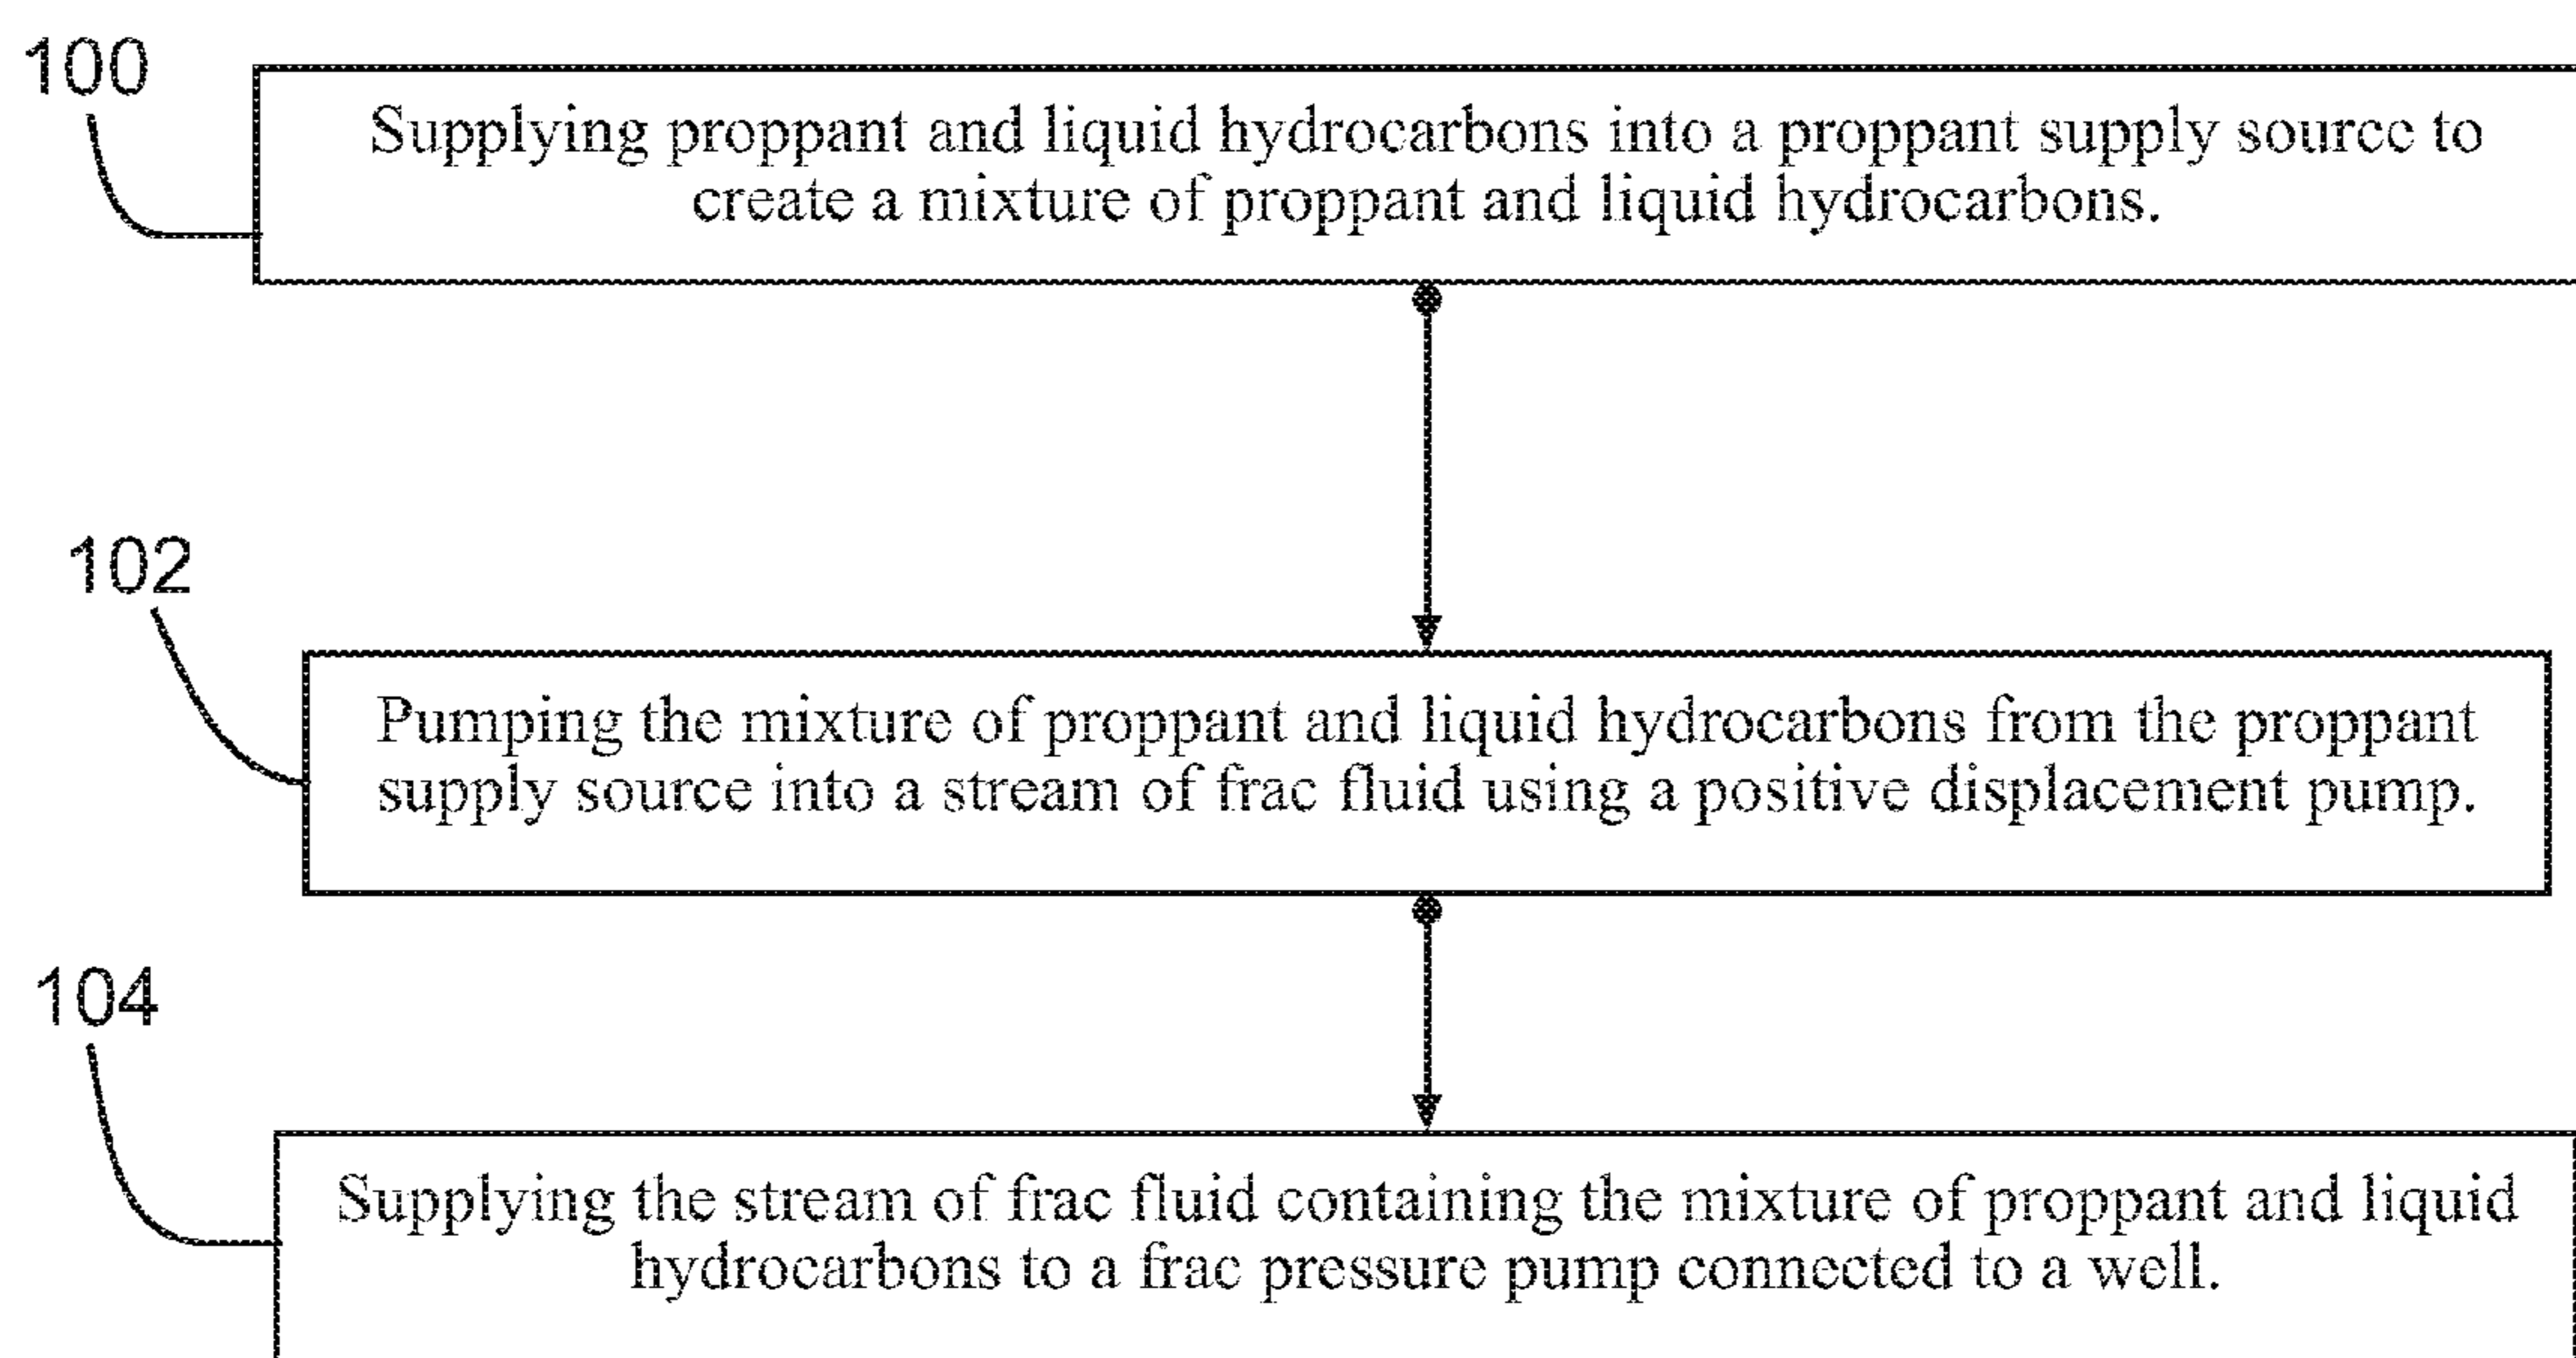 100
Supplying proppant and liquid hydrocarbons into a proppant supply source to
create a mixture of proppant and liquid hydrocarbons.
102
Pumping the mixture of proppant and liquid hydrocarbons from the proppant
supply source into a stream of frac fluid using a positive displacement pump.
104
Supplying the stream of frac fluid containing the mixture of proppant and liquid
hydrocarbons to a frac pressure pump connected to a well.